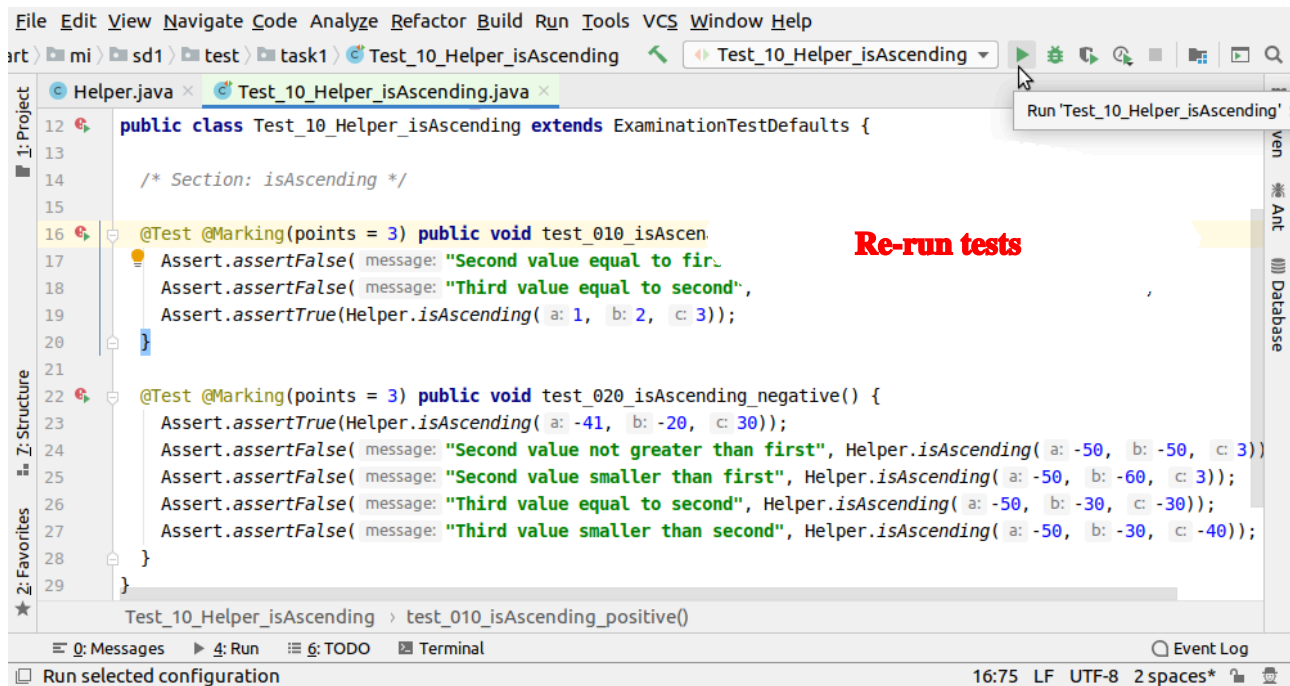 File Edit View Navigate Code Analyze Refactor Build Run Tools VCS Window Help
mi sd1 test task1 Test_10_Helper_isAscending Test_10_Helper_isAscending
Run 'Test_10_Helper_isAscending'
Helper.java Test_10_Helper_isAscending.java
1: Project
12 public class Test_10_Helper_isAscending extends ExaminationTestDefaults {
13
14 /* Section: isAscending */
15
16 @Test @Marking(points = 3) public void test_010_isAscen
Re-run tests
17 Assert.assertFalse( message: "Second value equal to
18 Assert.assertFalse( message: "Third value equal to second",
19 Assert.assertTrue(Helper.isAscending( a: 1, b: 2, c: 3));
20 }
21
22 @Test @Marking(points = 3) public void test_020_isAscending_negative() {
23 Assert.assertTrue(Helper.isAscending( a: -41, b: -20, c: 30));
24 Assert.assertFalse( message: "Second value not greater than first", Helper.isAscending( a: -50, b: -50, c: 3))
25 Assert.assertFalse( message: "Second value smaller than first", Helper.isAscending( a: -50, b: -60, c: 3));
26 Assert.assertFalse( message: "Third value equal to second", Helper.isAscending( a: -50, b: -30, c: -30));
27 Assert.assertFalse( message: "Third value smaller than second", Helper.isAscending( a: -50, b: -30, c: -40));
28 }
29 }
7: Structure
2: Favorites
Ant
Database
Test_10_Helper_isAscending › test_010_isAscending_positive()
0: Messages 4: Run 6: TODO Terminal Event Log
Run selected configuration 16:75 LF UTF-8 2 spaces*